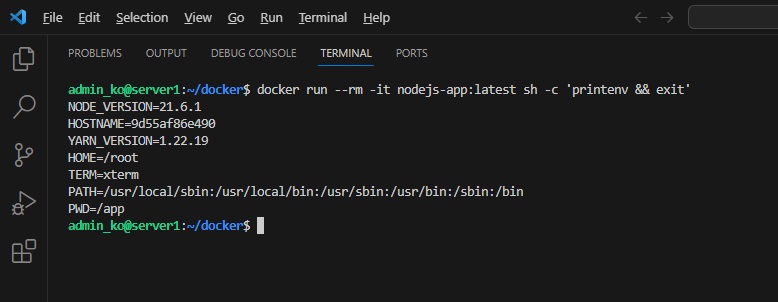 File Edit Selection View Go Run Terminal Help
PROBLEMS OUTPUT DEBUG CONSOLE TERMINAL PORTS
admin_ko@server1:~/docker$ docker run --rm -it nodejs-app:latest sh -c 'printenv && exit'
NODE_VERSION=21.6.1
HOSTNAME=9d55af86e490
YARN_VERSION=1.22.19
HOME=/root
TERM=xterm
PATH=/usr/local/sbin:/usr/local/bin:/usr/sbin:/usr/bin:/sbin:/bin
PWD=/app
admin_ko@server1:~/docker$